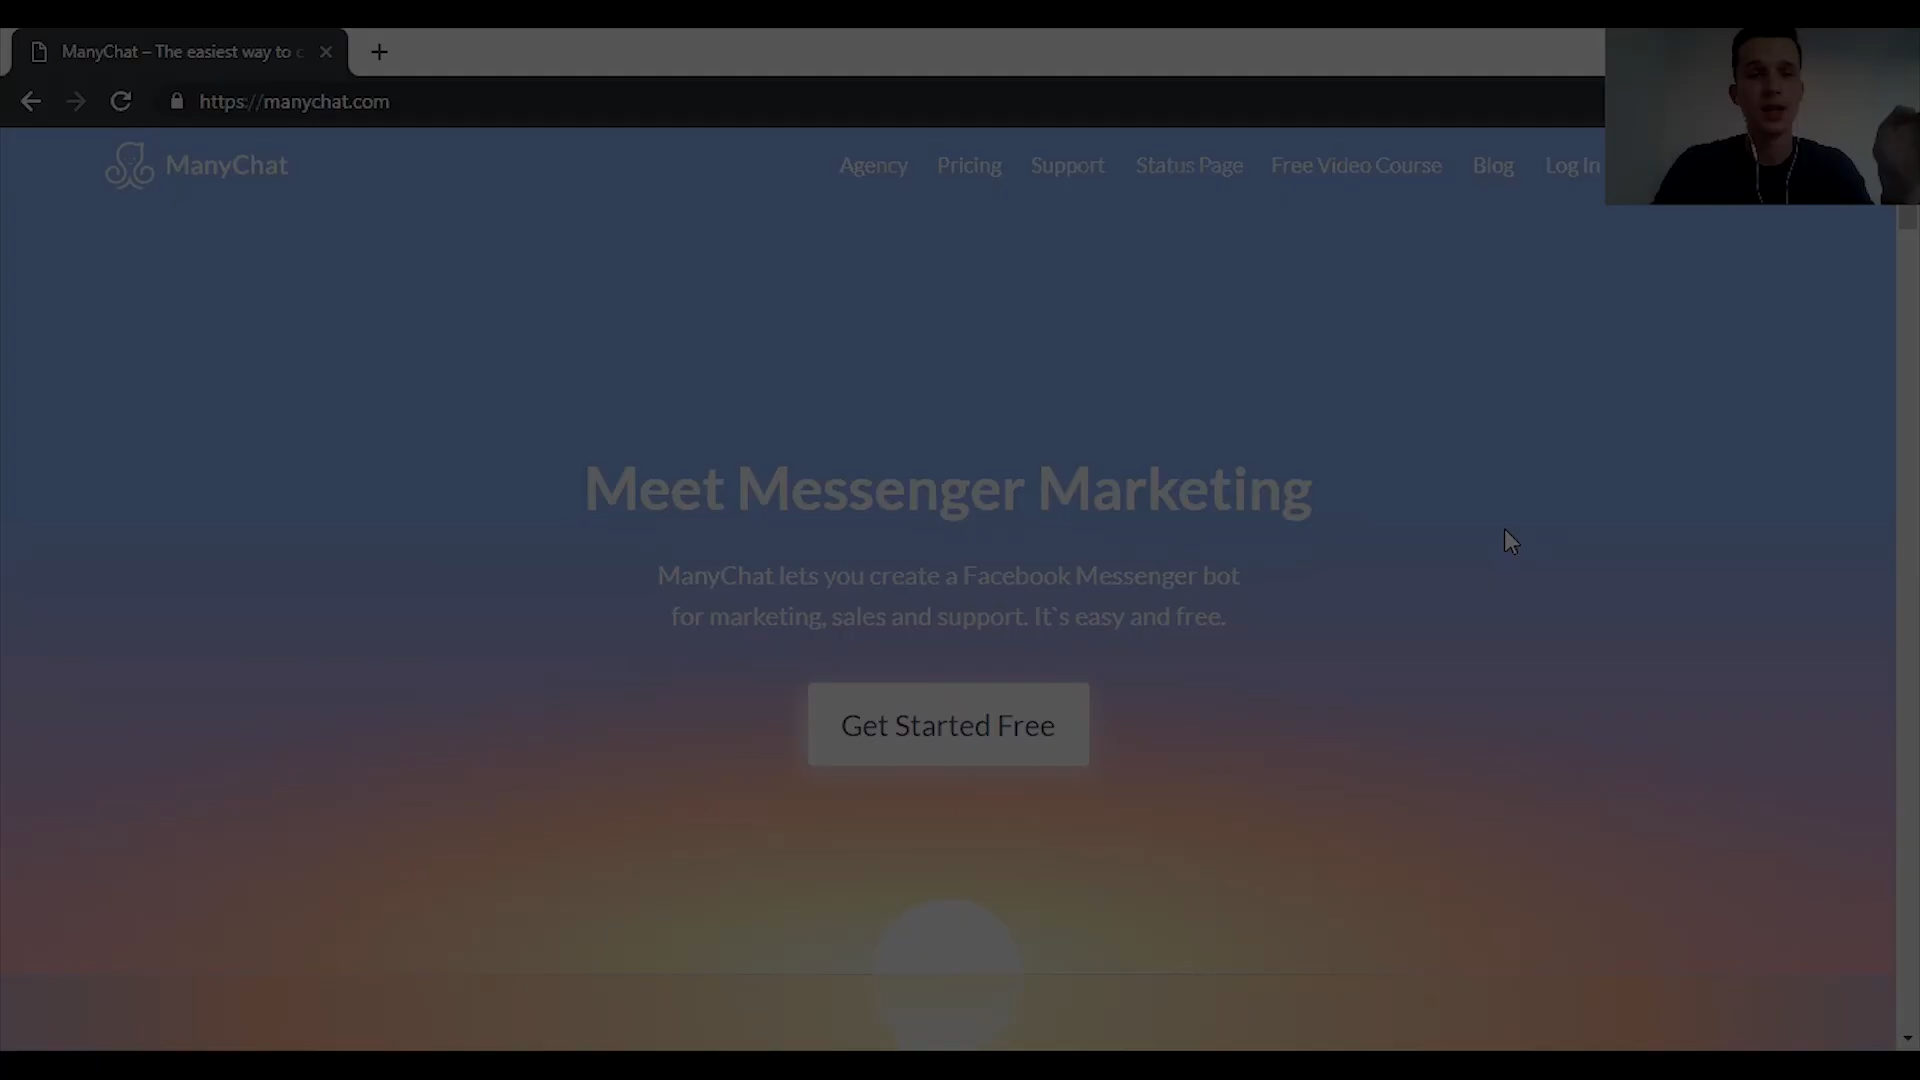 ManyChat – The easiest way to c
https://manychat.com
ManyChat
Agency Pricing Support Status Page Free Video Course Blog Log In
Meet Messenger Marketing
ManyChat lets you create a Facebook Messenger bot
for marketing, sales and support. It`s easy and free.
Get Started Free